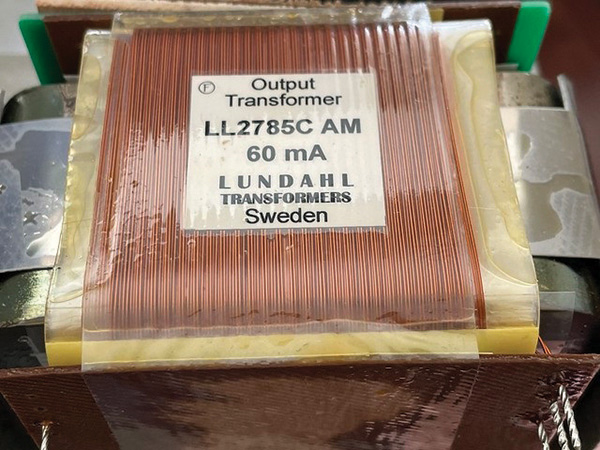 F Output
Transformer
LL2785C AM
60 mA
LUNDAHL
TRANSFORMERS
Sweden